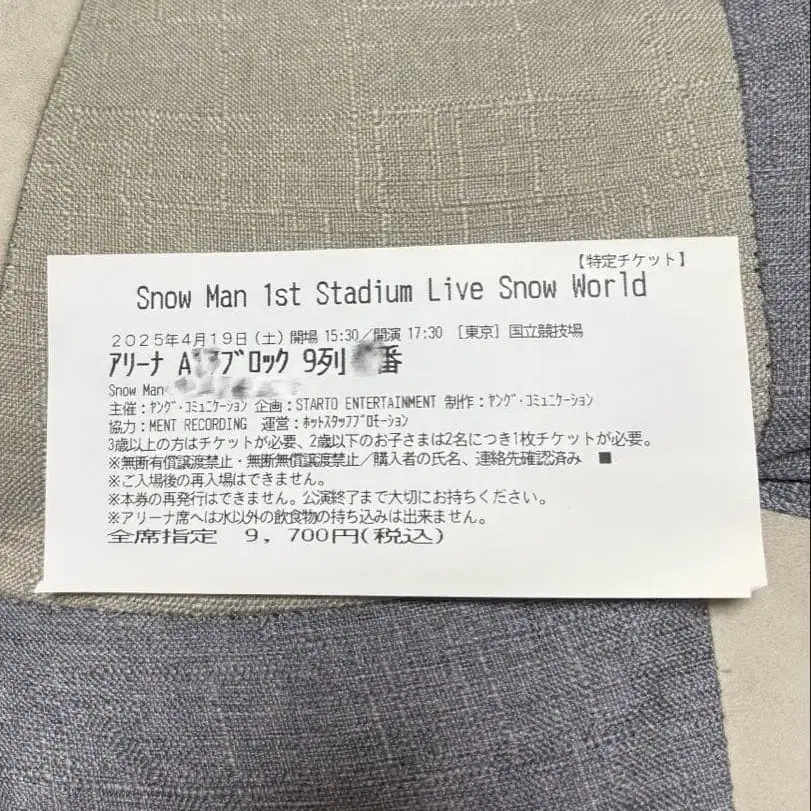 【特定チケット】
Snow Man 1st Stadium Live Snow World
2025年4月19日(土) 開場 15:30/開演 17:30 [東京] 国立競技場
アリーナ A ブロック 9列 番
Snow Man
主催:ﾔﾝｸﾞ･ｺﾐｭﾆｹｰｼｮﾝ 企画:STARTO ENTERTAINMENT 制作:ﾔﾝｸﾞ･ｺﾐｭﾆｹｰｼｮﾝ
協力:MENT RECORDING 運営:ﾎｯﾄｽﾀｯﾌﾌﾟﾛﾓｰｼｮﾝ
3歳以上の方はチケットが必要、2歳以下のお子さまは2名につき1枚チケットが必要。
※無断有償譲渡禁止・無断無償譲渡禁止/購入者の氏名、連絡先確認済み ■
※ご入場後の再入場はできません。
※本券の再発行はできません。公演終了まで大切にお持ちください。
※アリーナ席へは水以外の飲食物の持ち込みは出来ません。
全席指定 9,700円(税込)